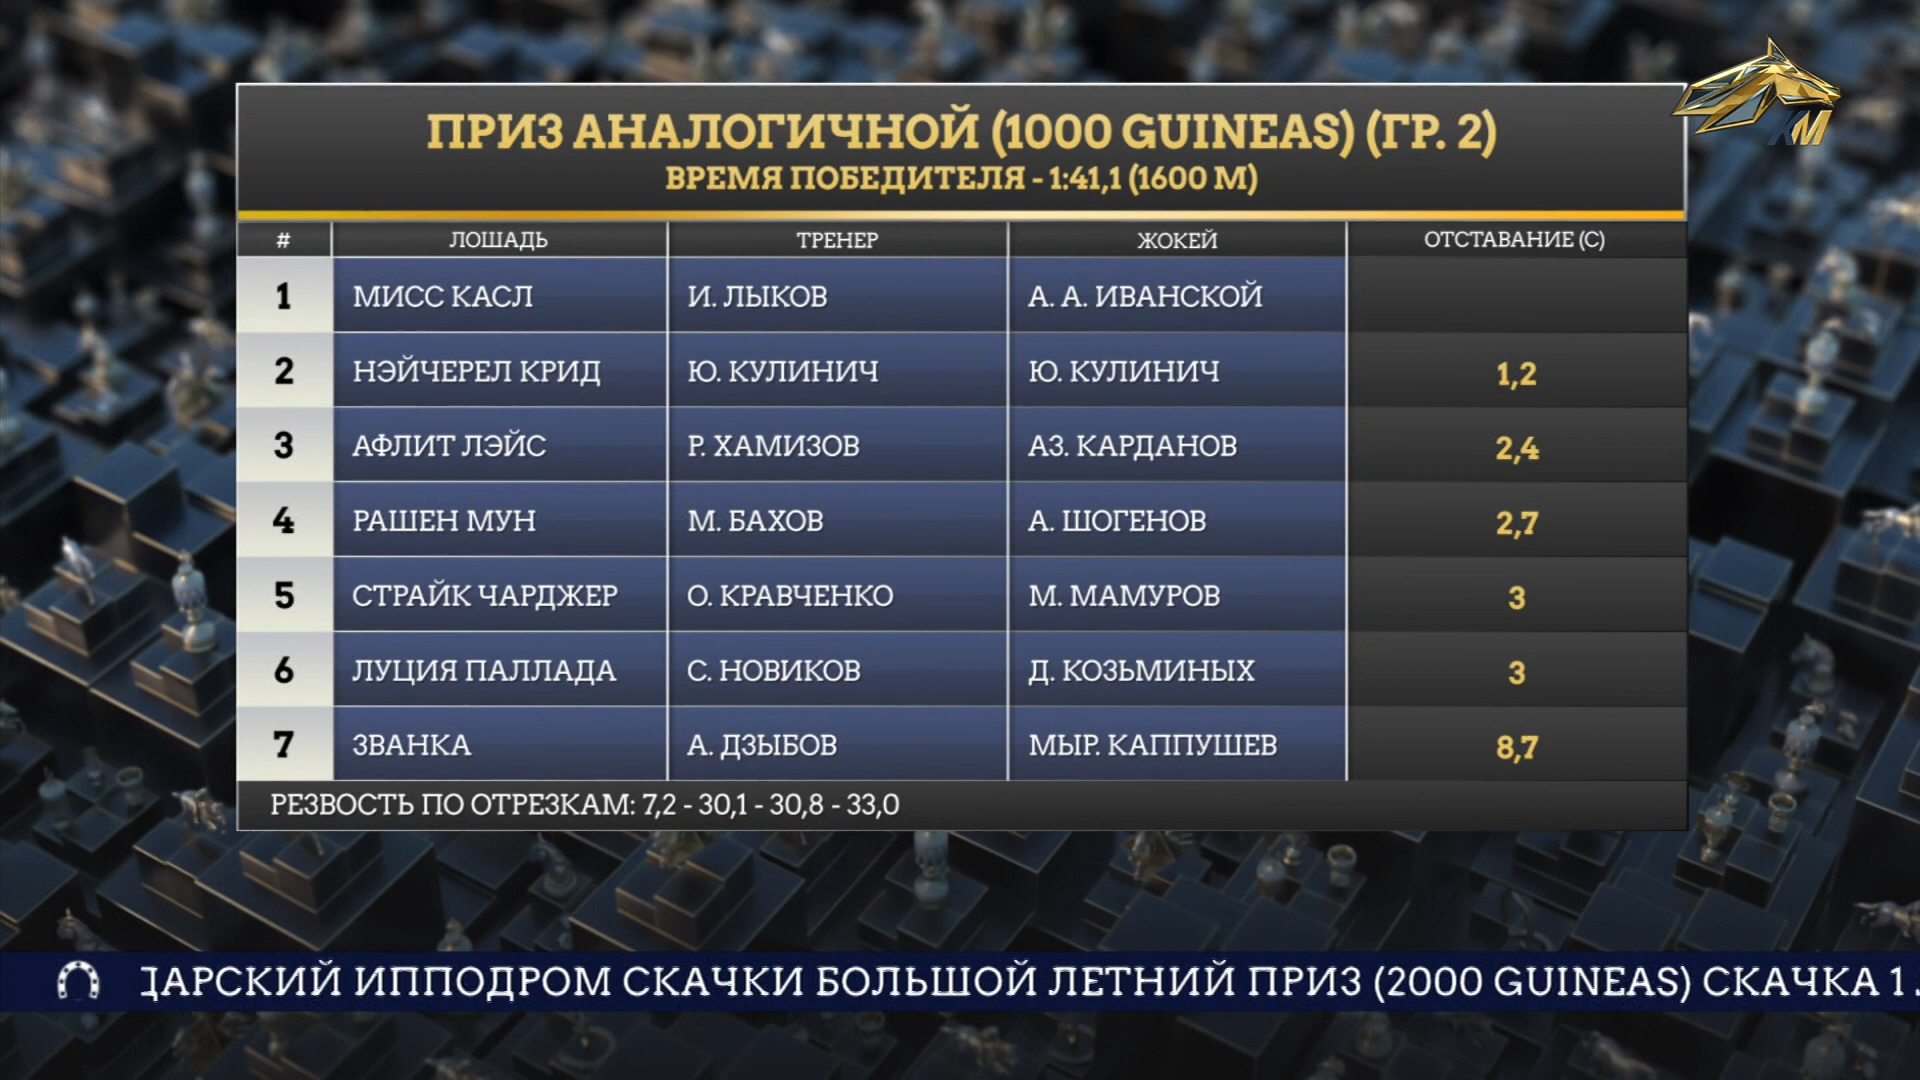 ПРИЗ АНАЛОГИЧНОЙ (1000 GUINEAS) (ГР. 2)
ВРЕМЯ ПОБЕДИТЕЛЯ - 1:41,1 (1600 М)
КМ
# ЛОШАДЬ ТРЕНЕР ЖОКЕЙ ОТСТАВАНИЕ (С)
1 МИСС КАСЛ И. ЛЫКОВ А. А. ИВАНСКОЙ
2 НЭЙЧЕРЕЛ КРИД Ю. КУЛИНИЧ Ю. КУЛИНИЧ 1,2
3 АФЛИТ ЛЭЙС Р. ХАМИЗОВ АЗ. КАРДАНОВ 2,4
4 РАШЕН МУН М. БАХОВ А. ШОГЕНОВ 2,7
5 СТРАЙК ЧАРДЖЕР О. КРАВЧЕНКО М. МАМУРОВ 3
6 ЛУЦИЯ ПАЛЛАДА С. НОВИКОВ Д. КОЗЬМИНЫХ 3
7 ЗВАНКА А. ДЗЫБОВ МЫР. КАППУШЕВ 8,7
РЕЗВОСТЬ ПО ОТРЕЗКАМ: 7,2 - 30,1 - 30,8 - 33,0
ДАРСКИЙ ИППОДРОМ СКАЧКИ БОЛЬШОЙ ЛЕТНИЙ ПРИЗ (2000 GUINEAS) СКАЧКА 1